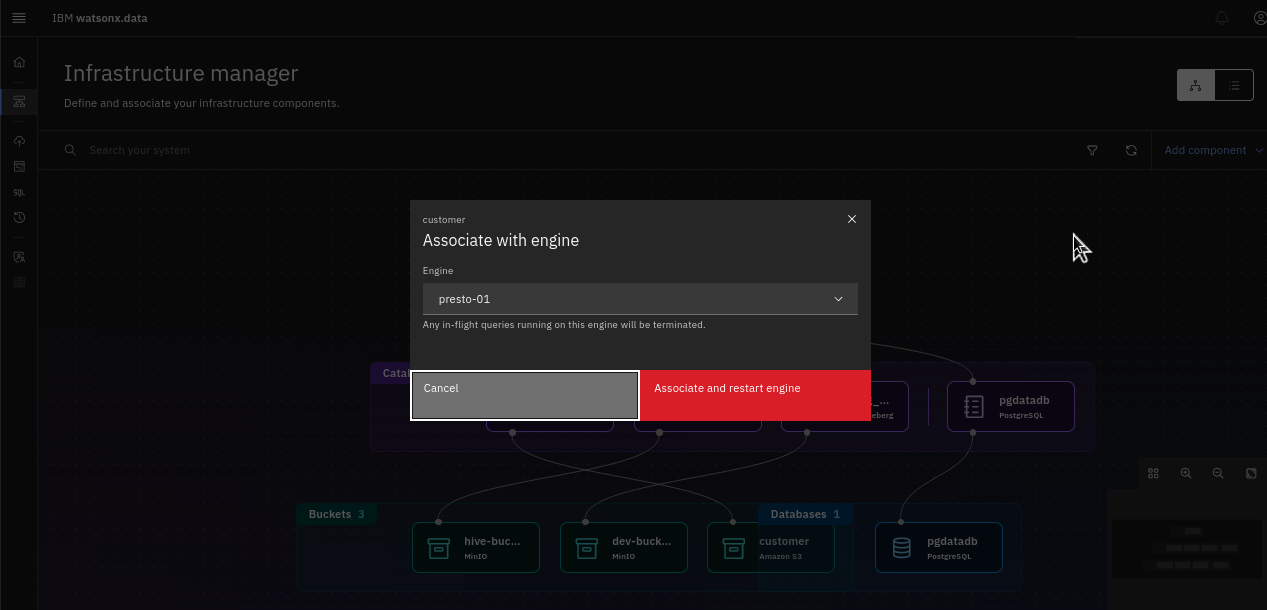 IBM watsonx.data
Infrastructure manager
Define and associate your infrastructure components.
Search your system
Add component
SQL
customer
Associate with engine
Engine
presto-01
Any in-flight queries running on this engine will be terminated.
Cancel
Associate and restart engine
Cata
_...
eberg
pgdatadb
PostgreSQL
Buckets 3
Databases 1
hive-buc...
MinIO
dev-buck...
MinIO
customer
Amazon S3
pgdatadb
PostgreSQL